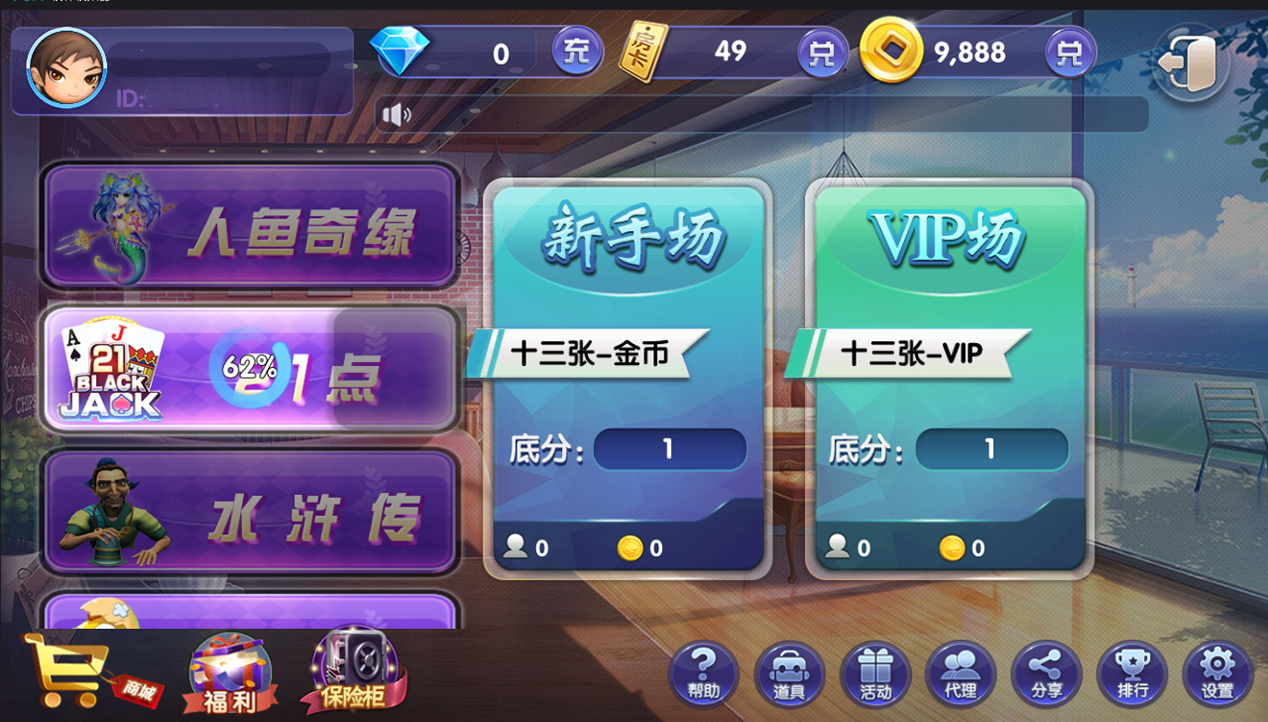 ID:
0
充
房卡
49
兑
9,888
兑
人鱼奇缘
A
J
21
BLACK
JACK
62%
21点
水浒传
新手场
十三张-金币
底分:
1
0
0
VIP场
十三张-VIP
底分:
1
0
0
商城
福利
保险柜
帮助
道具
活动
代理
分享
排行
设置